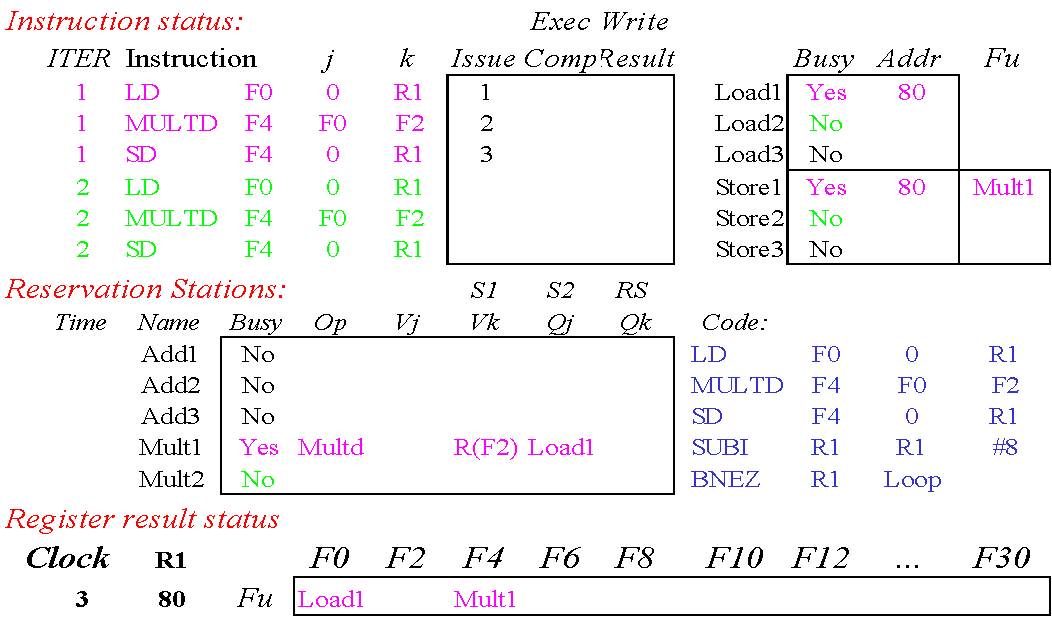 Instruction status: Exec Write
ITER Instruction j k Issue Comp Result Busy Addr Fu
1 LD F0 0 R1 1 Load1 Yes 80
1 MULTD F4 F0 F2 2 Load2 No
1 SD F4 0 R1 3 Load3 No
2 LD F0 0 R1 Store1 Yes 80 Mult1
2 MULTD F4 F0 F2 Store2 No
2 SD F4 0 R1 Store3 No
Reservation Stations: S1 S2 RS
Time Name Busy Op Vj Vk Qj Qk Code:
Add1 No LD F0 0 R1
Add2 No MULTD F4 F0 F2
Add3 No SD F4 0 R1
Mult1 Yes Multd R(F2) Load1 SUBI R1 R1 #8
Mult2 No BNEZ R1 Loop
Register result status
Clock R1 F0 F2 F4 F6 F8 F10 F12 ... F30
3 80 Fu Load1 Mult1